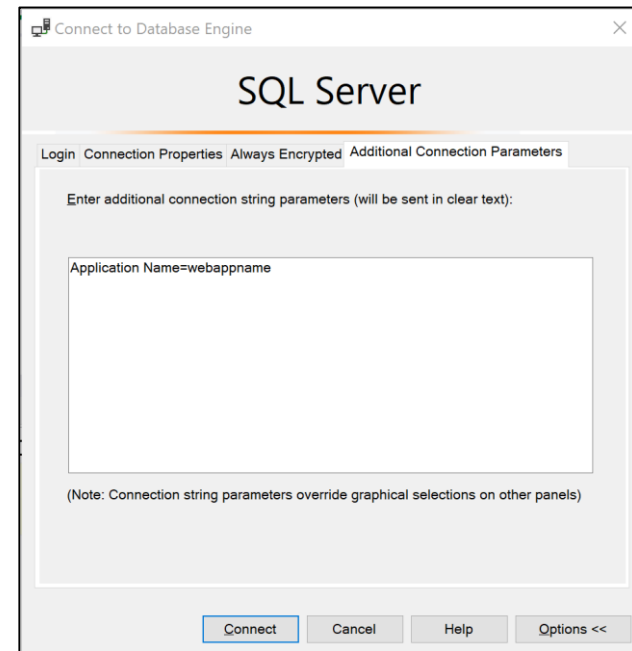 Connect to Database Engine
SQL Server
Login Connection Properties Always Encrypted Additional Connection Parameters
Enter additional connection string parameters (will be sent in clear text):
Application Name=webappname
(Note: Connection string parameters override graphical selections on other panels)
Connect Cancel Help Options <<